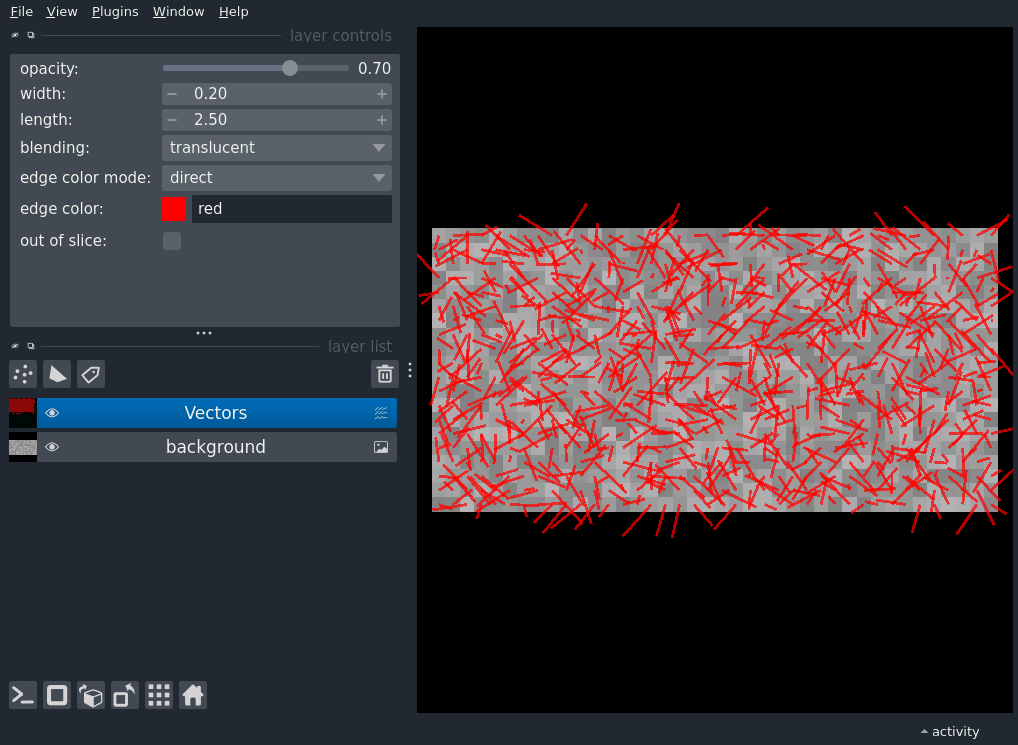 File View Plugins Window Help
layer controls
opacity: 0.70
width: 0.20
length: 2.50
blending: translucent
edge color mode: direct
edge color: red
out of slice:
layer list
Vectors
background
activity